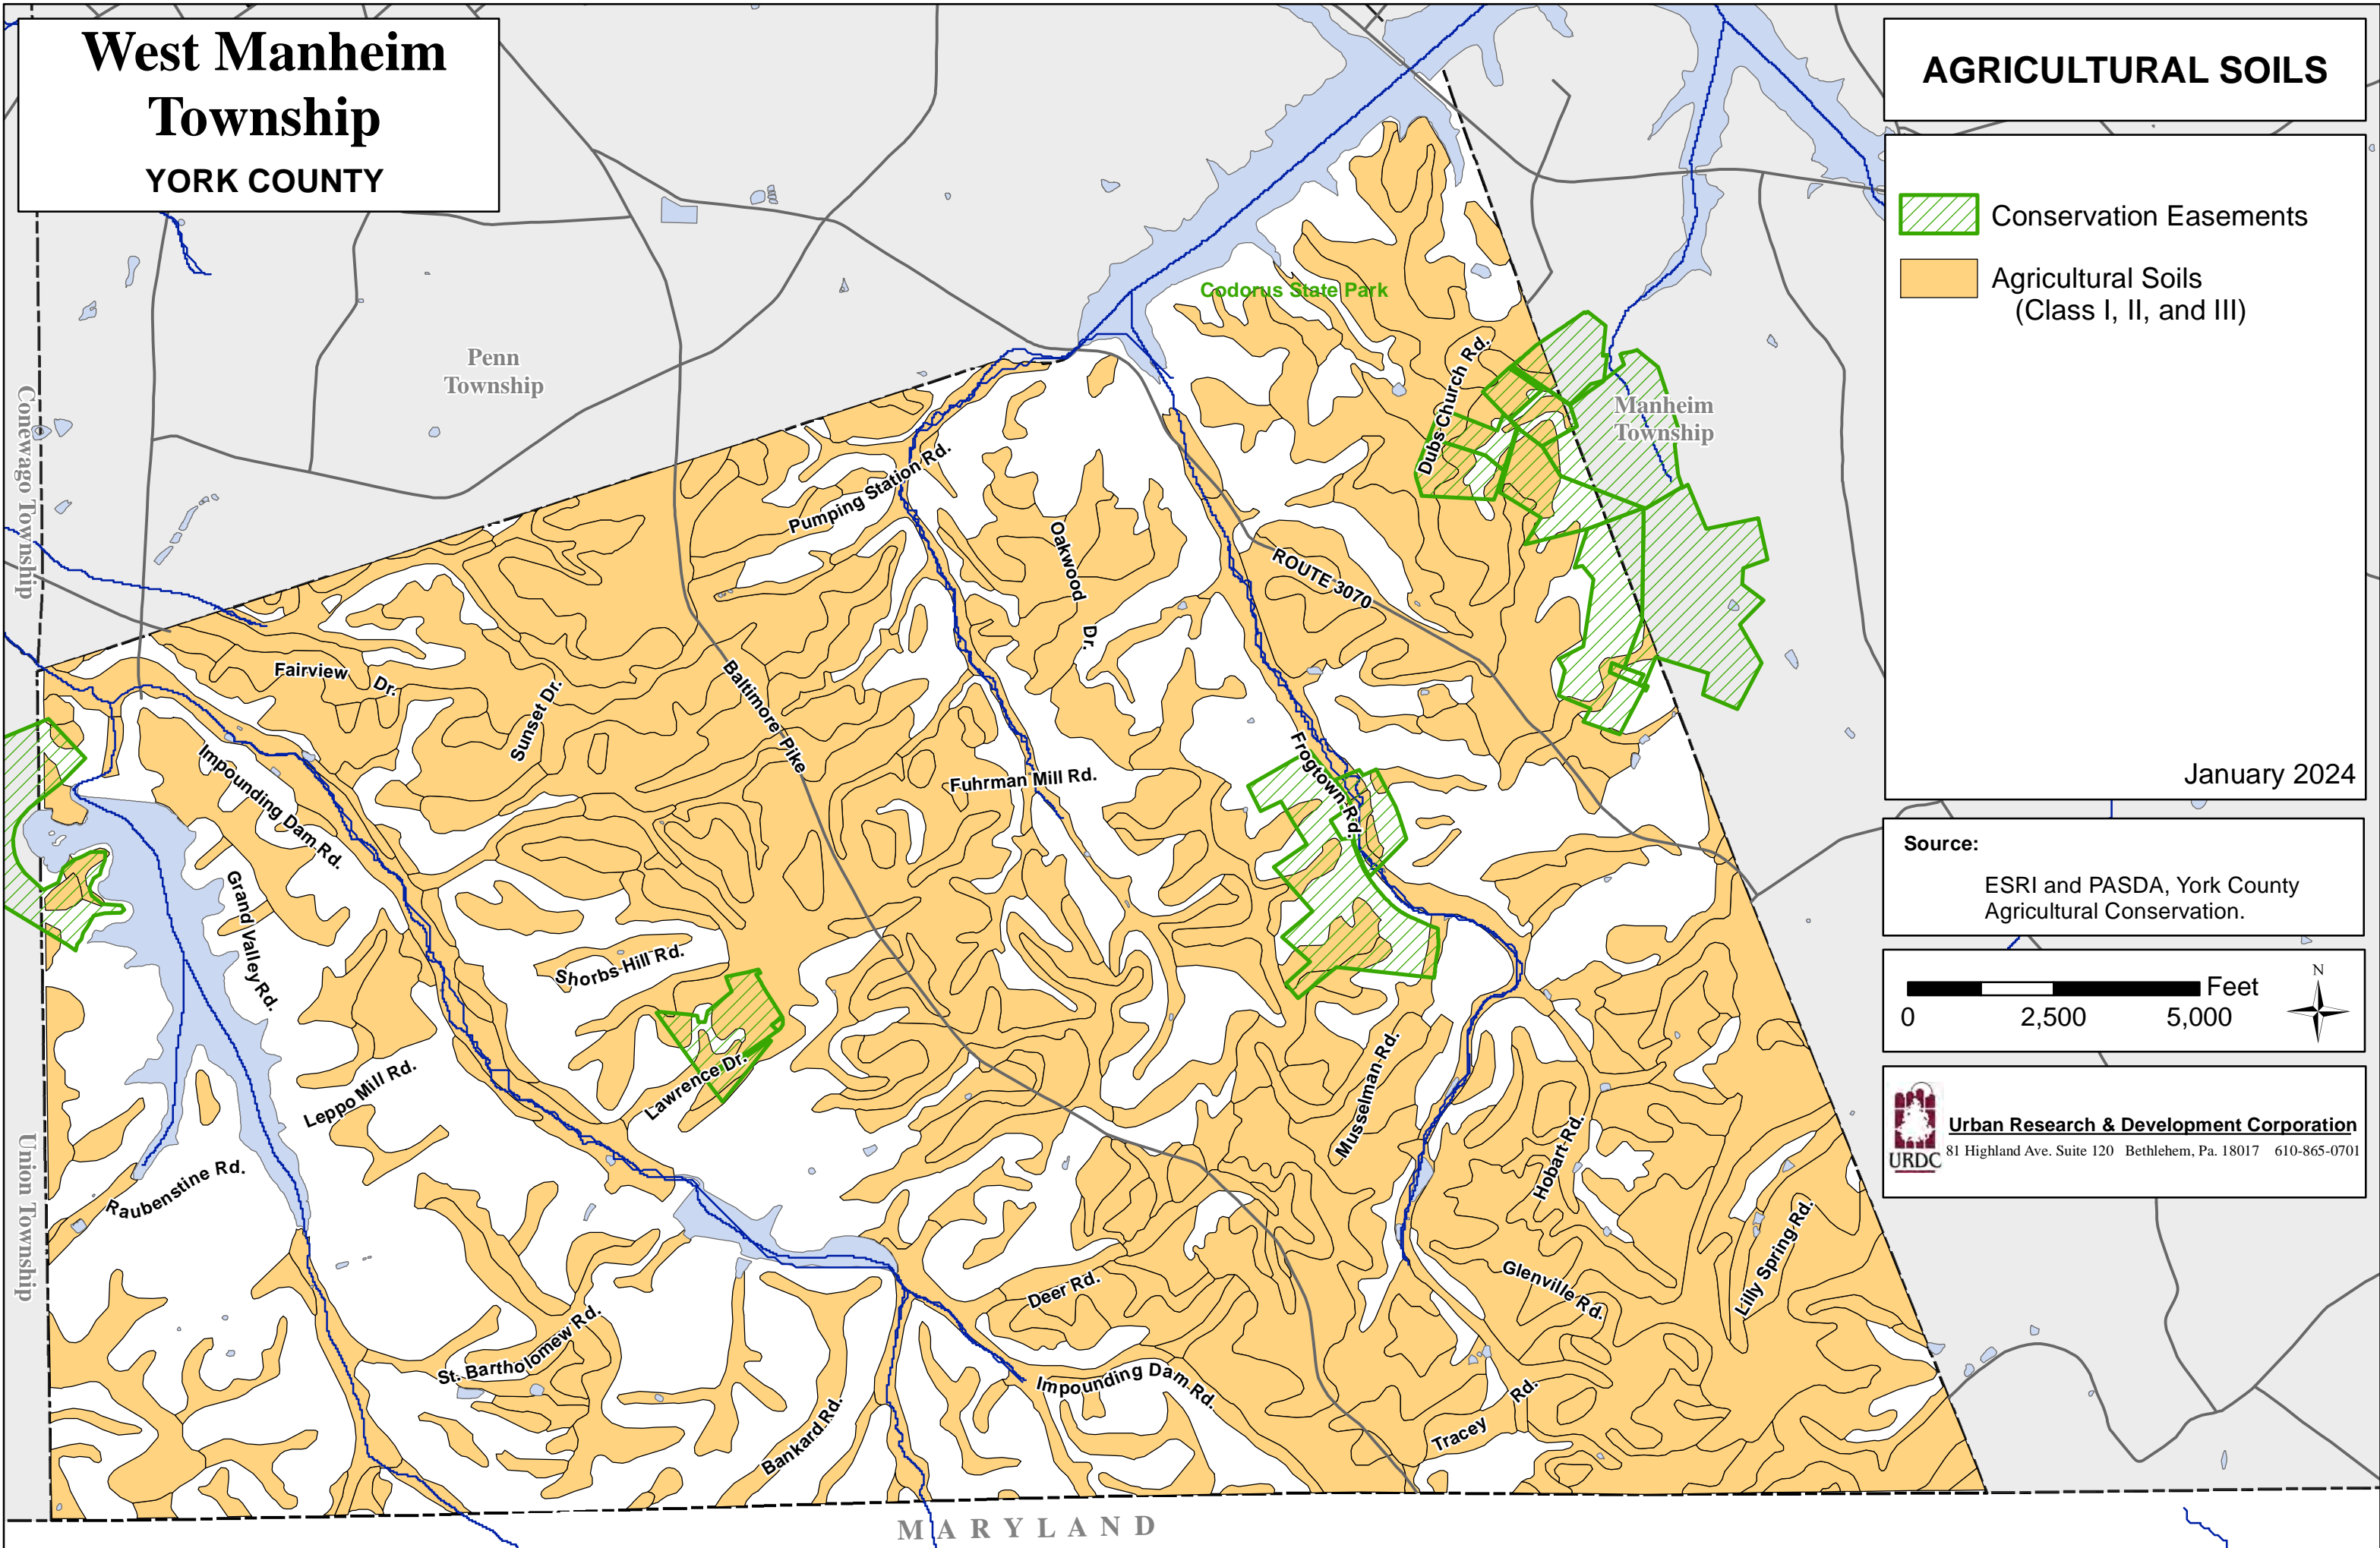 West Manheim
Township
YORK COUNTY
AGRICULTURAL SOILS
Conservation Easements
Agricultural Soils
(Class I, II, and III)
January 2024
Source:
ESRI and PASDA, York County
Agricultural Conservation.
Feet
0 2,500 5,000
N
URDC
Urban Research & Development Corporation
81 Highland Ave. Suite 120 Bethlehem, Pa. 18017 610-865-0701
Codorus State Park
Penn
Township
Conewago Township
Manheim
Township
Union Township
MARYLAND
Dubs Church Rd.
Pumping Station Rd.
Oakwood Dr.
ROUTE 3070
Fairview Dr.
Sunset Dr.
Baltimore Pike
Impounding Dam Rd.
Fuhrman Mill Rd.
Frogtown Rd.
Grand Valley Rd.
Shorbs Hill Rd.
Lawrence Dr.
Leppo Mill Rd.
Musselman Rd.
Hobart Rd.
Raubenstine Rd.
Lilly Spring Rd.
Glenville Rd.
Deer Rd.
St. Bartholomew Rd.
Impounding Dam Rd.
Bankard Rd.
Tracey Rd.